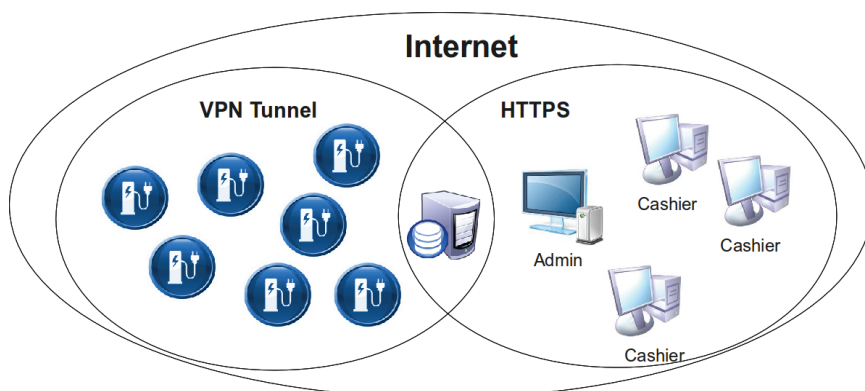 Internet
VPN Tunnel
HTTPS
Cashier
Cashier
Admin
Cashier